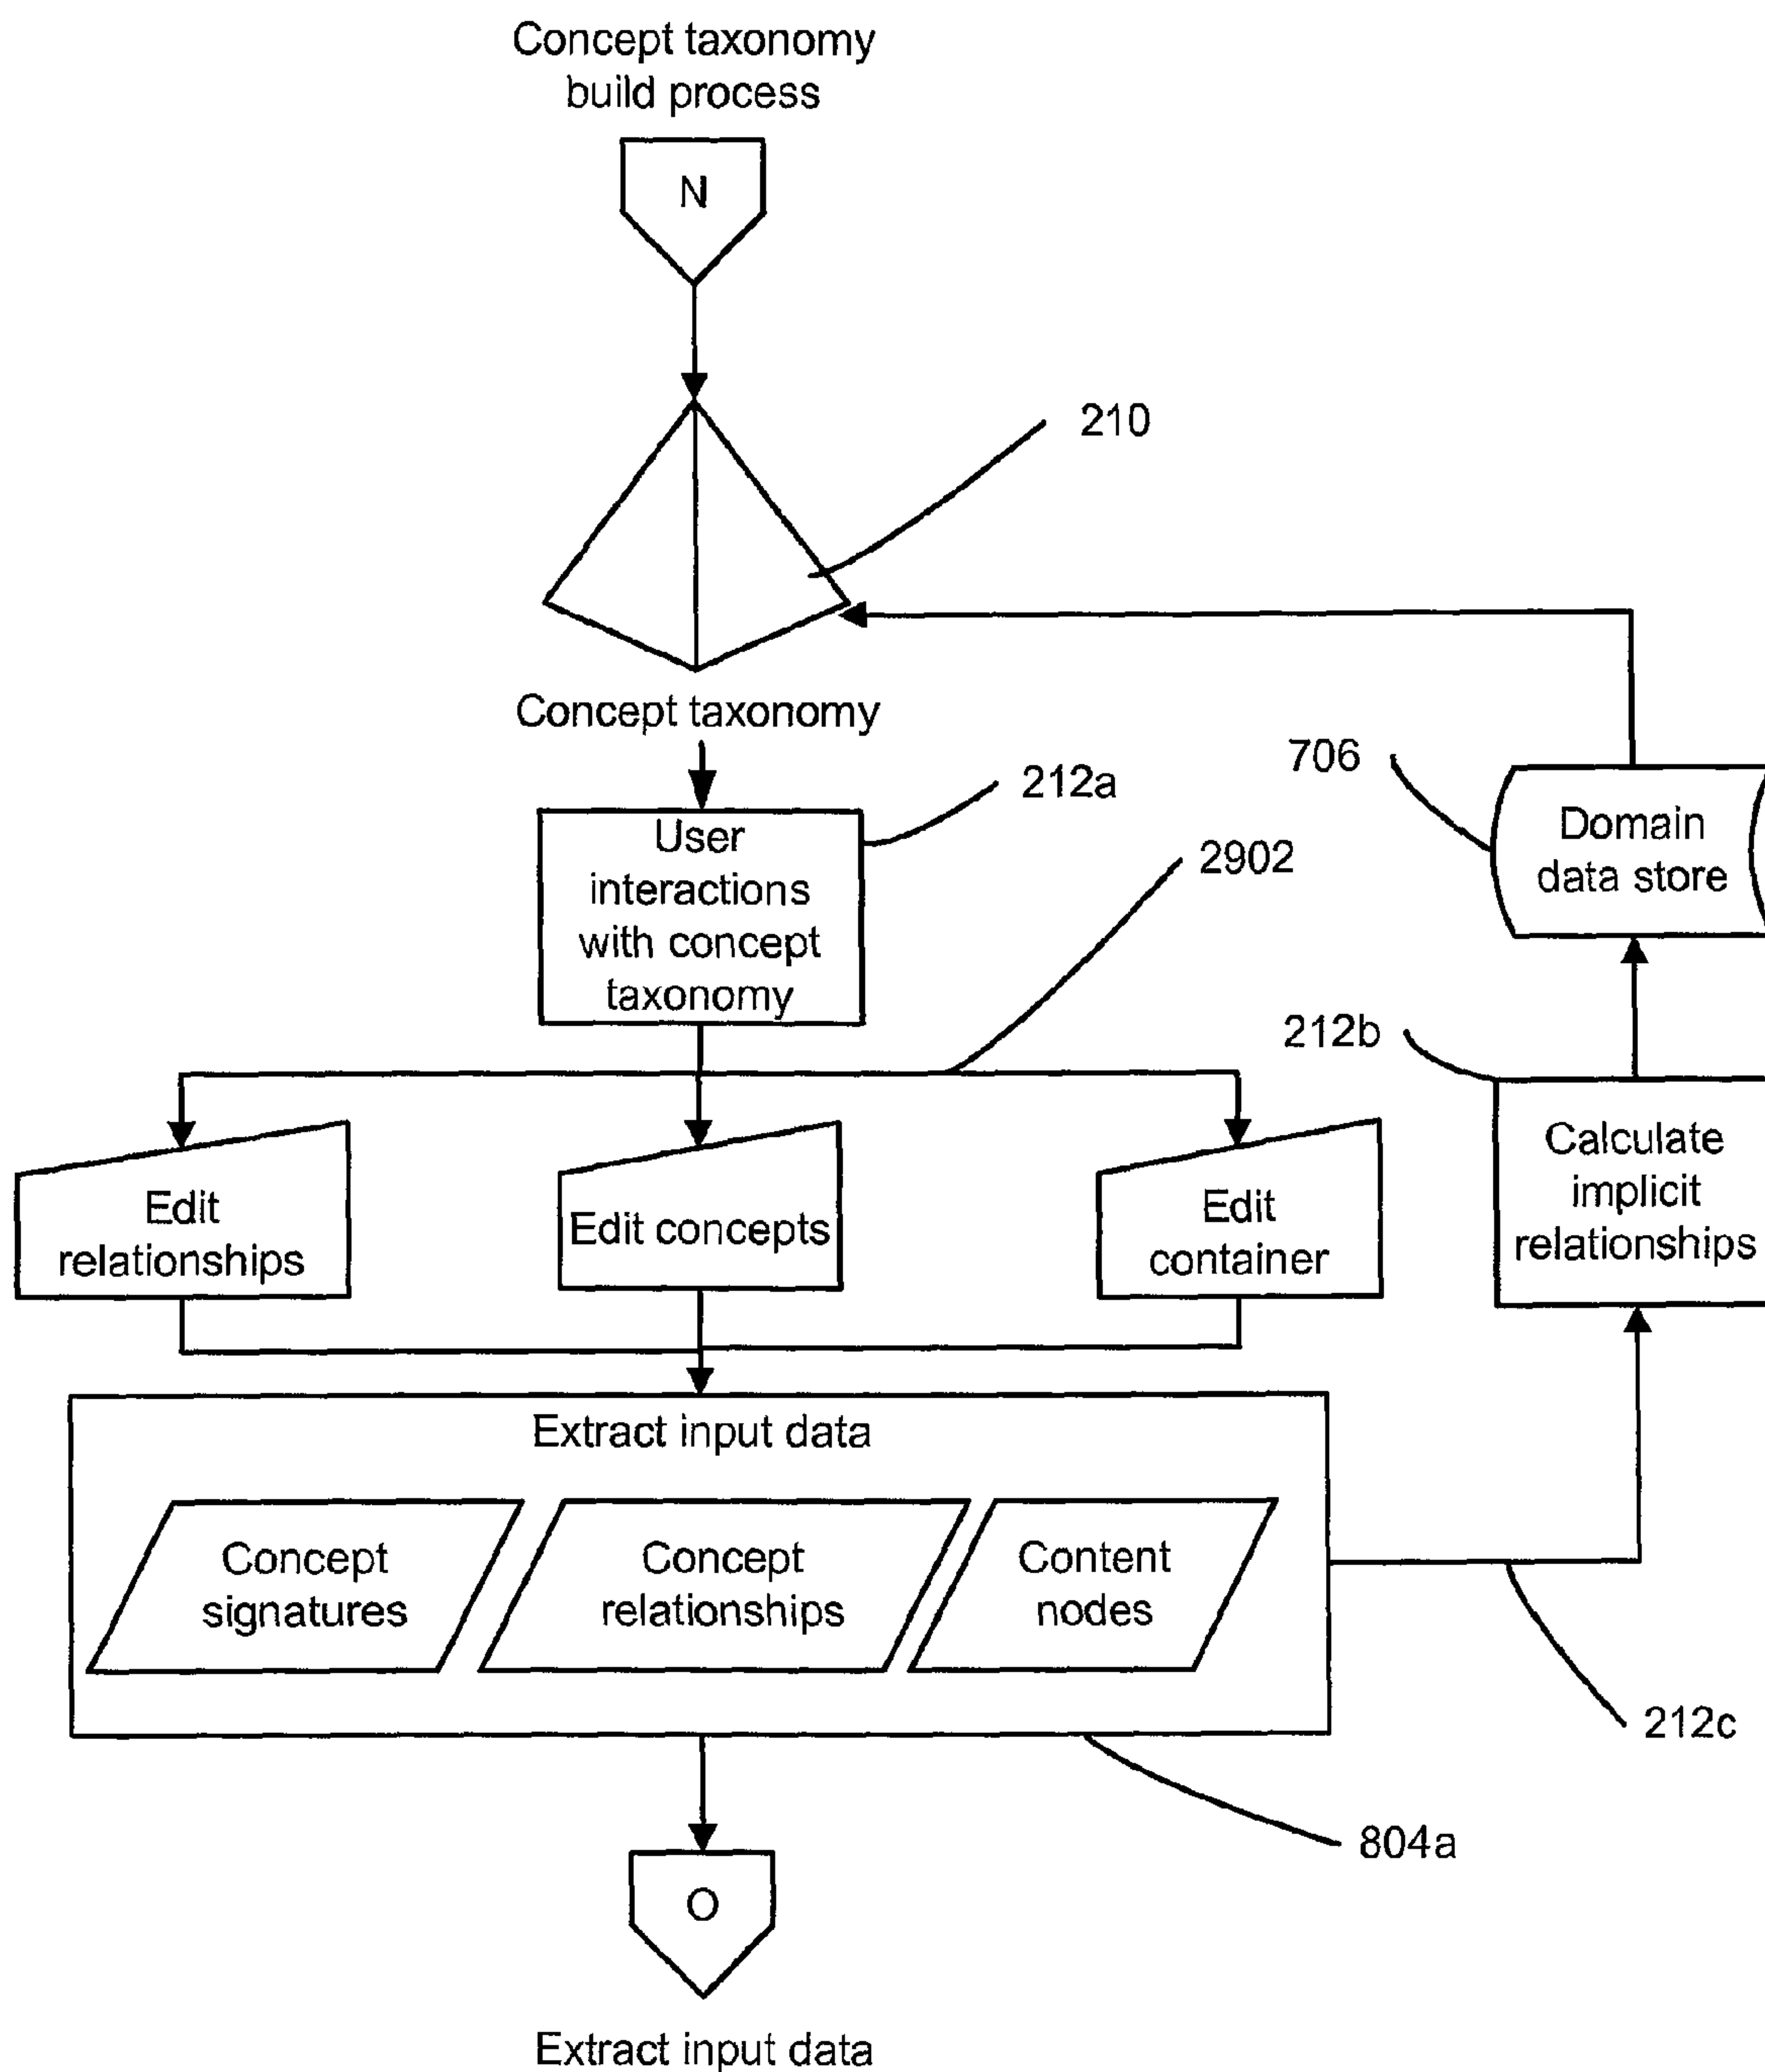 Concept taxonomy
build process
N
210
Concept taxonomy
706
Domain
data store
212a
User
interactions
with concept
taxonomy
2902
212b
Calculate
implicit
relationships
Edit
relationships
Edit concepts
Edit
container
Extract input data
Concept
signatures
Concept
relationships
Content
nodes
212c
804a
O
Extract input data